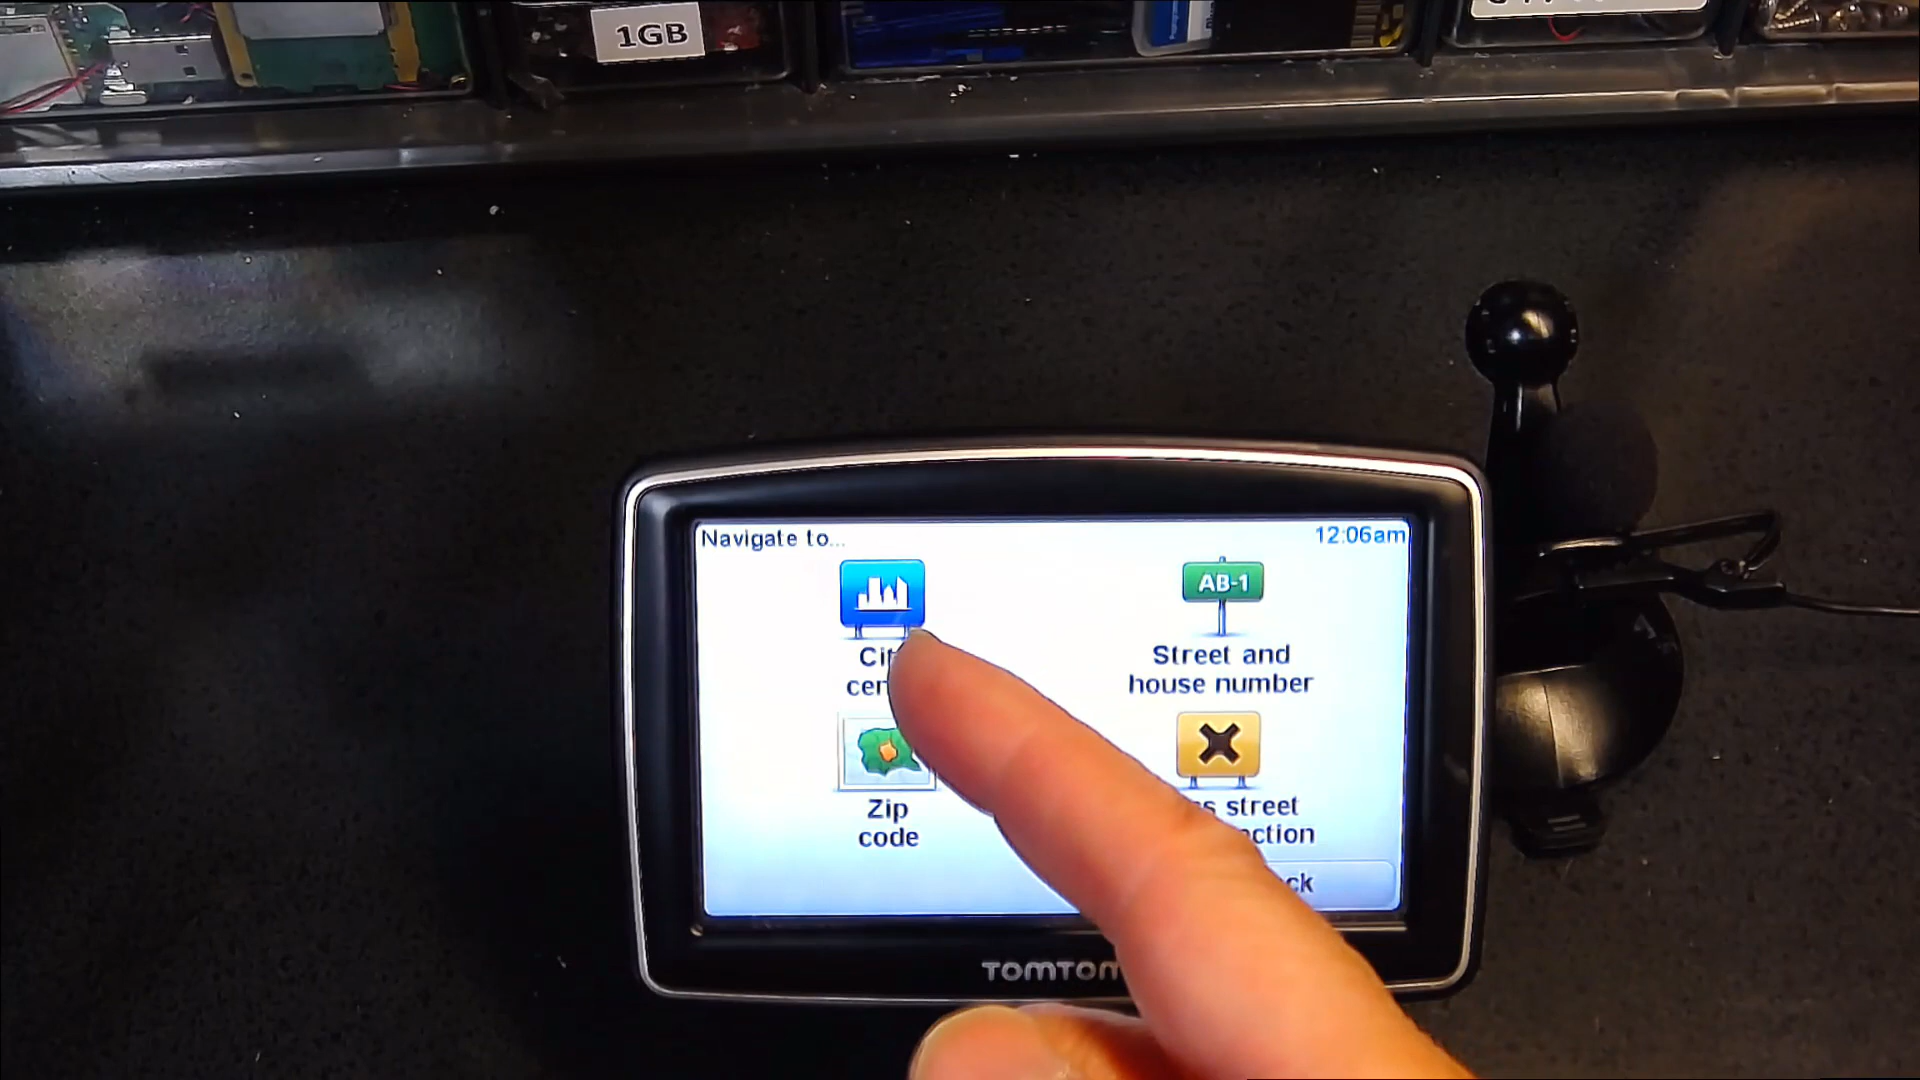 1GB
Navigate to...
12:06am
AB-1
Street and
house number
Zip
code
street
TOMTOM